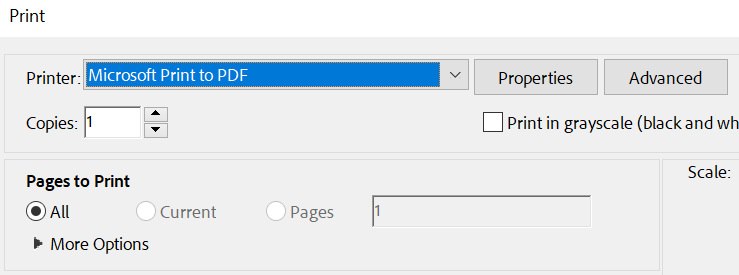 Print
Printer: Microsoft Print to PDF Properties Advanced
Copies: 1 Print in grayscale (black and wh
Pages to Print Scale:
All Current Pages 1
More Options